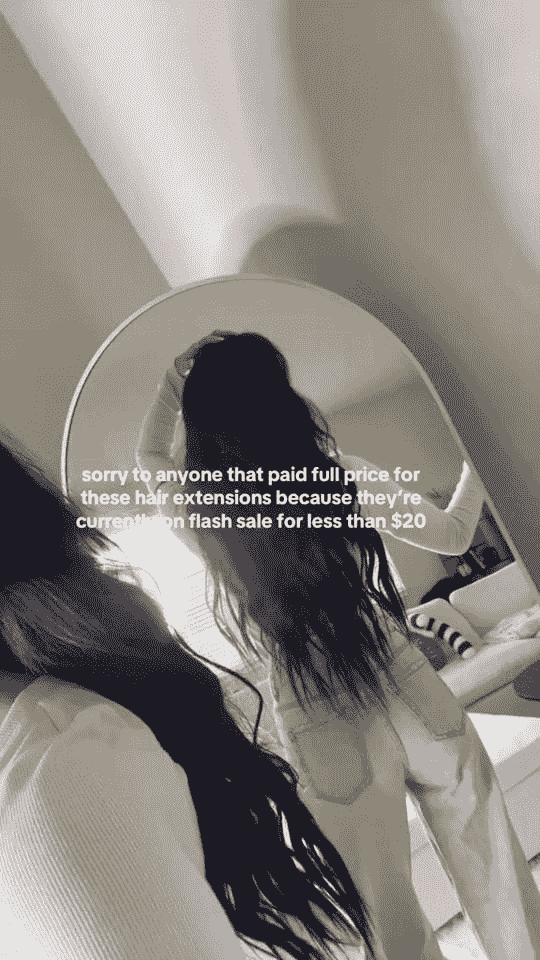 sorry to anyone that paid full price for
these hair extensions because they're
currently on flash sale for less than $20